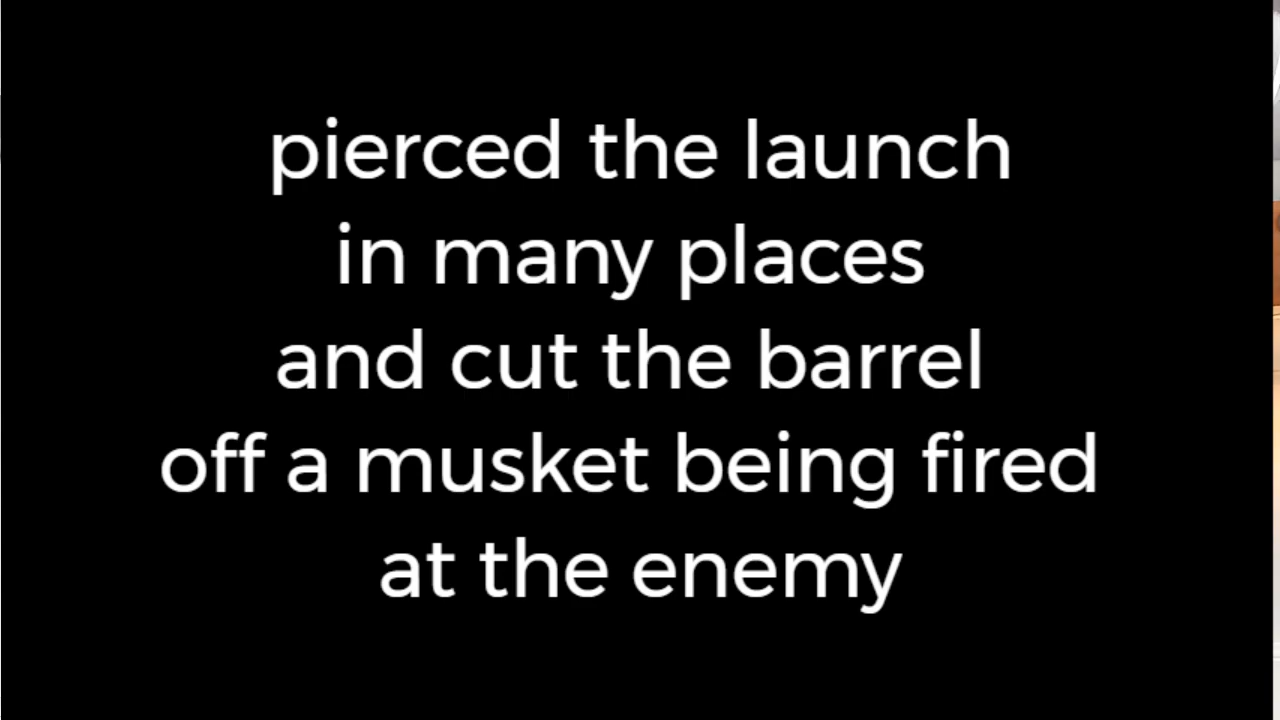 pierced the launch
in many places
and cut the barrel
off a musket being fired
at the enemy